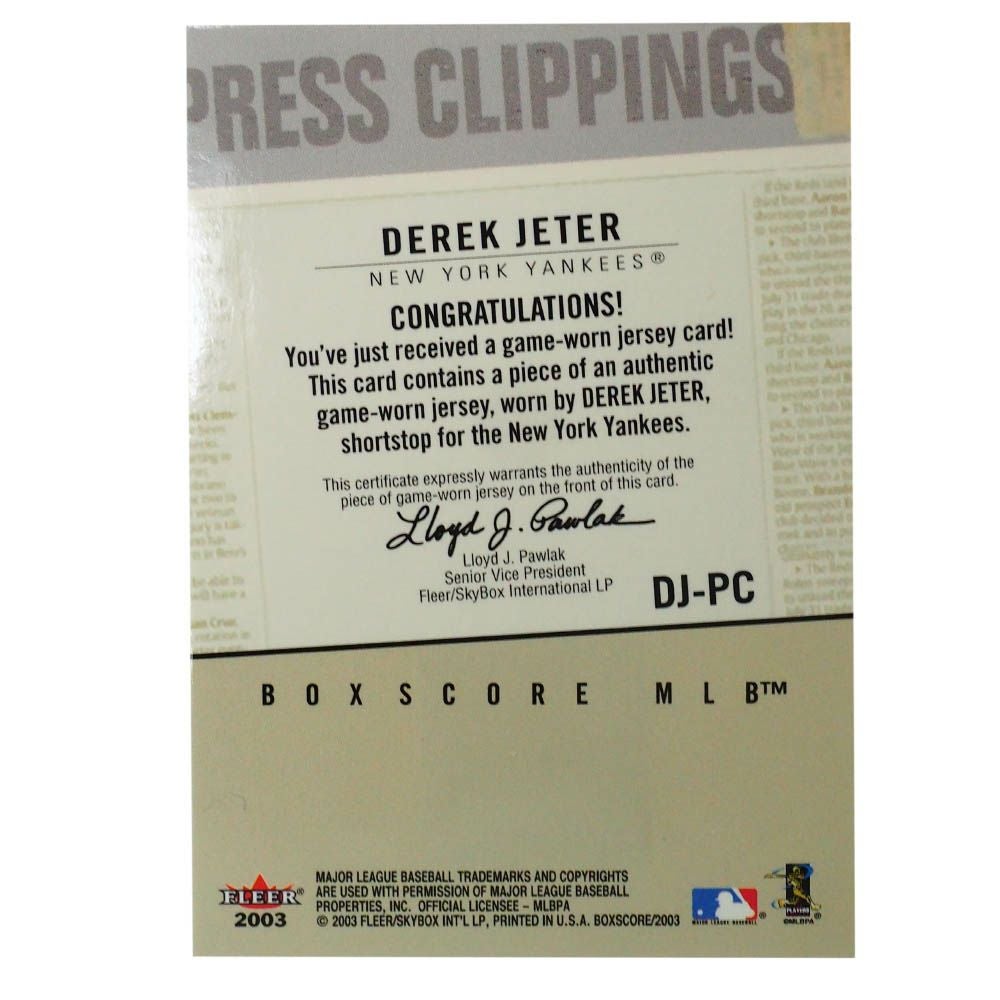 PRESS CLIPPINGS
DEREK JETER
NEW YORK YANKEES®
CONGRATULATIONS!
You've just received a game-worn jersey card!
This card contains a piece of an authentic
game-worn jersey, worn by DEREK JETER,
shortstop for the New York Yankees.
This certificate expressly warrants the authenticity of the
piece of game-worn jersey on the front of this card.
Lloyd J. Pawlak
Lloyd J. Pawlak
Senior Vice President
Fleer/SkyBox International LP
DJ-PC
BOXSCORE MLB™
FLEER®
2003
MAJOR LEAGUE BASEBALL TRADEMARKS AND COPYRIGHTS
ARE USED WITH PERMISSION OF MAJOR LEAGUE BASEBALL
PROPERTIES, INC. OFFICIAL LICENSEE – MLBPA
© 2003 FLEER/SKYBOX INT'L LP, PRINTED IN U.S.A. BOXSCORE/2003
MAJOR LEAGUE BASEBALL
PLAYERS
©MLBPA